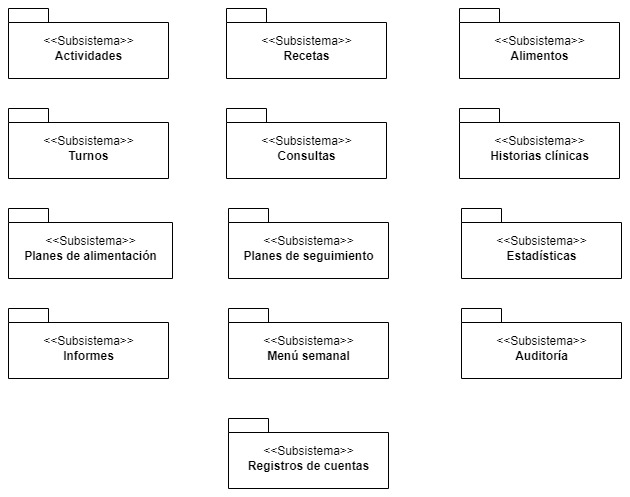 <<Subsistema>>
Actividades
<<Subsistema>>
Recetas
<<Subsistema>>
Alimentos
<<Subsistema>>
Turnos
<<Subsistema>>
Consultas
<<Subsistema>>
Historias clínicas
<<Subsistema>>
Planes de alimentación
<<Subsistema>>
Planes de seguimiento
<<Subsistema>>
Estadísticas
<<Subsistema>>
Informes
<<Subsistema>>
Menú semanal
<<Subsistema>>
Auditoría
<<Subsistema>>
Registros de cuentas